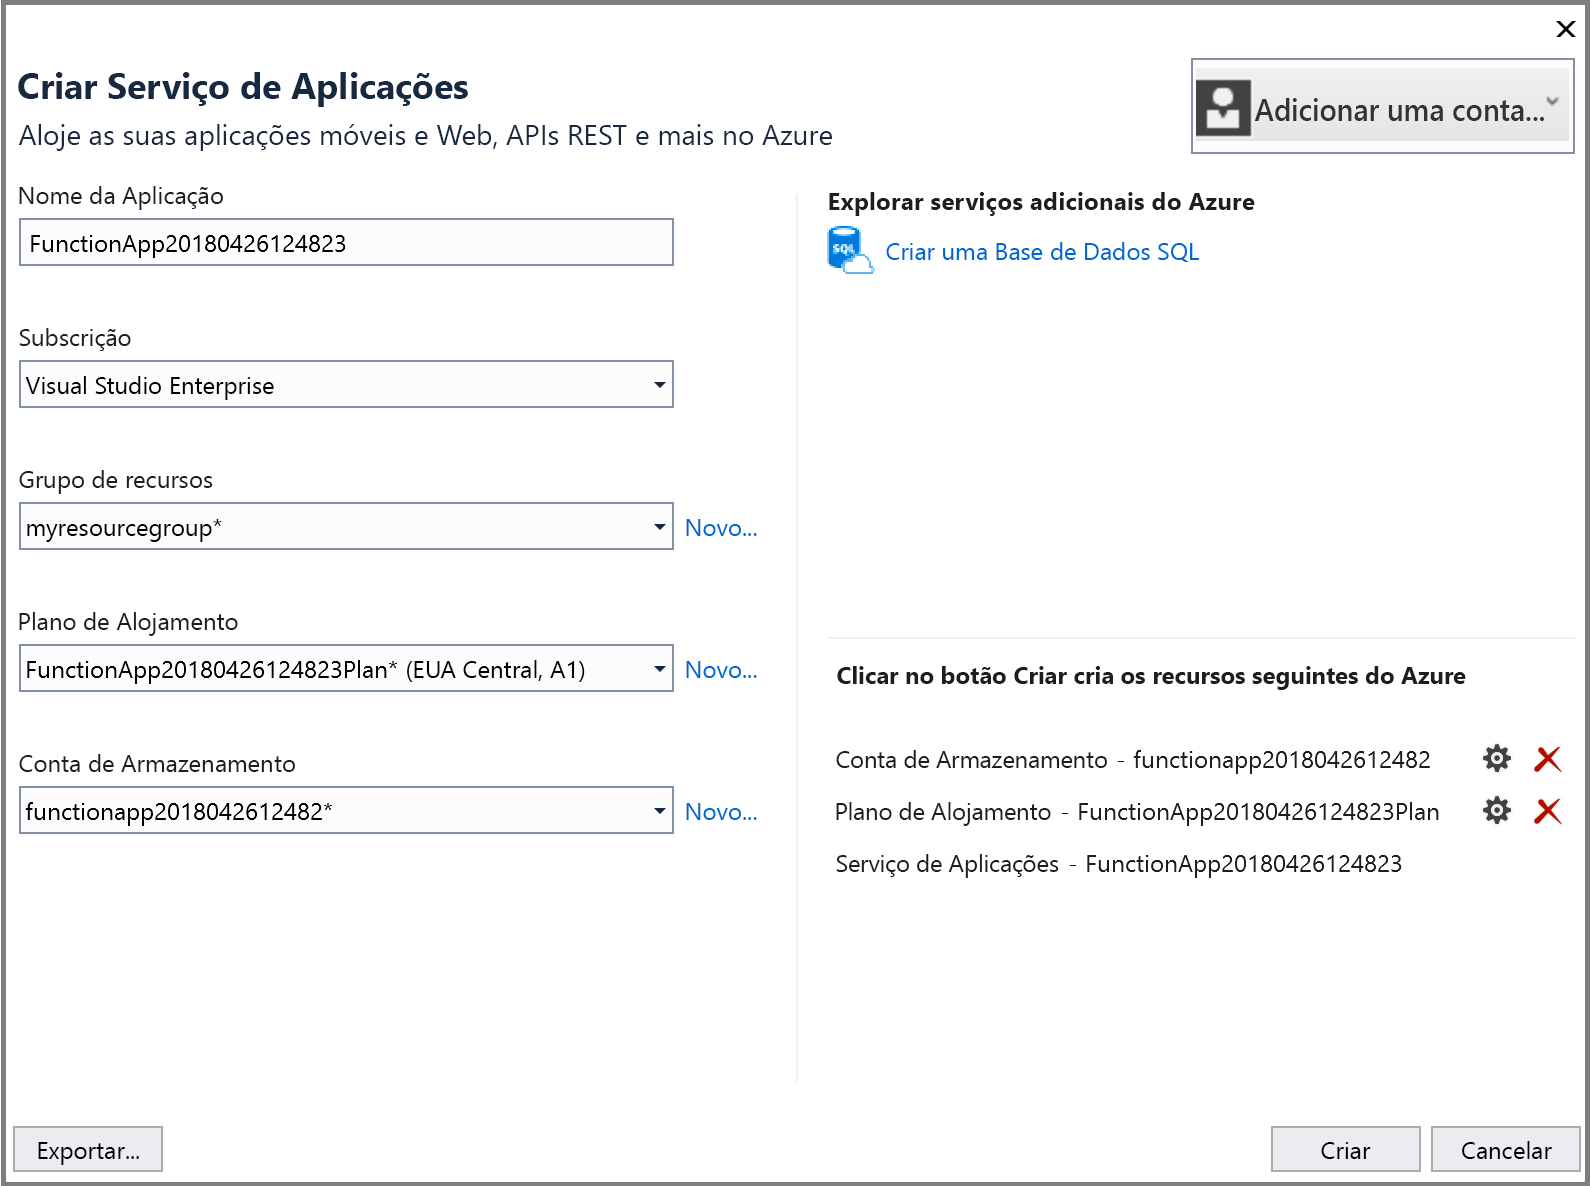 Criar Serviço de Aplicações
Aloje as suas aplicações móveis e Web, APIs REST e mais no Azure
Adicionar uma conta...
Nome da Aplicação
FunctionApp20180426124823
Subscrição
Visual Studio Enterprise
Grupo de recursos
myresourcegroup*
Novo...
Plano de Alojamento
FunctionApp20180426124823Plan* (EUA Central, A1)
Novo...
Conta de Armazenamento
functionapp2018042612482*
Novo...
Explorar serviços adicionais do Azure
SQL
Criar uma Base de Dados SQL
Clicar no botão Criar cria os recursos seguintes do Azure
Conta de Armazenamento - functionapp2018042612482
Plano de Alojamento - FunctionApp20180426124823Plan
Serviço de Aplicações - FunctionApp20180426124823
Exportar...
Criar
Cancelar